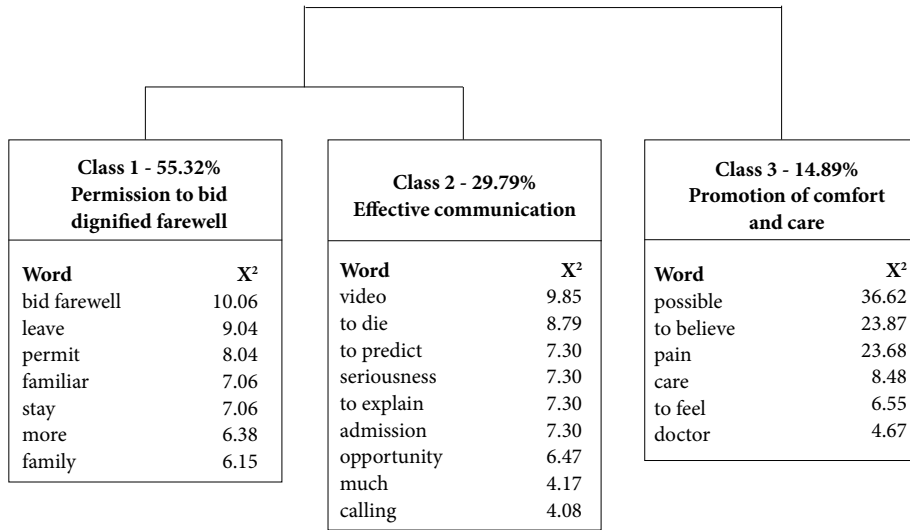 Class 1 - 55.32%
Permission to bid
dignified farewell
Word X²
bid farewell 10.06
leave 9.04
permit 8.04
familiar 7.06
stay 7.06
more 6.38
family 6.15
Class 2 - 29.79%
Effective communication
Word X²
video 9.85
to die 8.79
to predict 7.30
seriousness 7.30
to explain 7.30
admission 7.30
opportunity 6.47
much 4.17
calling 4.08
Class 3 - 14.89%
Promotion of comfort
and care
Word X²
possible 36.62
to believe 23.87
pain 23.68
care 8.48
to feel 6.55
doctor 4.67